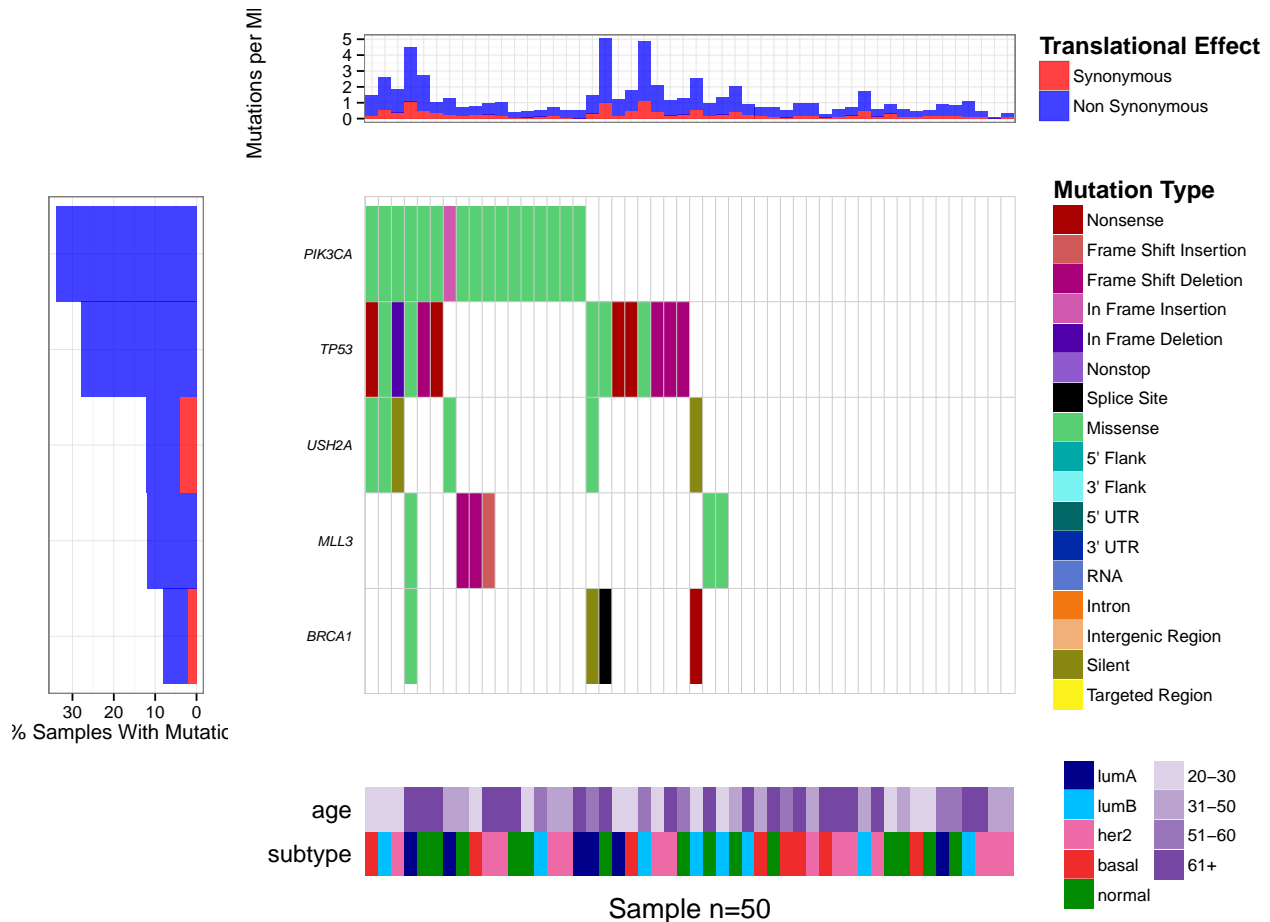 Mutations per MI
5
4
3
2
1
0
Translational Effect
Synonymous
Non Synonymous
PIK3CA
TP53
USH2A
MLL3
BRCA1
30 20 10 0
% Samples With Mutatic
Mutation Type
Nonsense
Frame Shift Insertion
Frame Shift Deletion
In Frame Insertion
In Frame Deletion
Nonstop
Splice Site
Missense
5' Flank
3' Flank
5' UTR
3' UTR
RNA
Intron
Intergenic Region
Silent
Targeted Region
age
subtype
Sample n=50
lumA 20−30
lumB 31−50
her2 51−60
basal 61+
normal